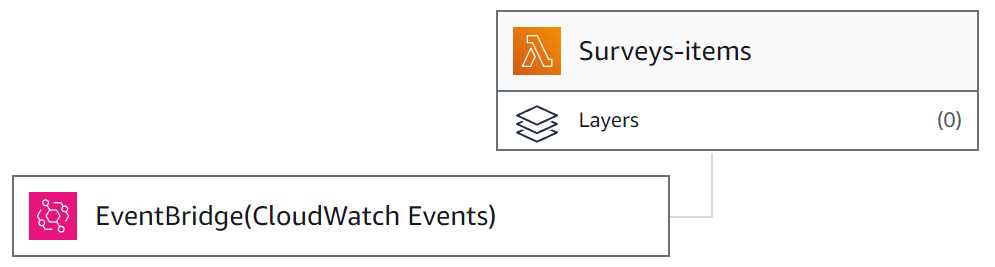 Surveys-items
Layers (0)
EventBridge(CloudWatch Events)